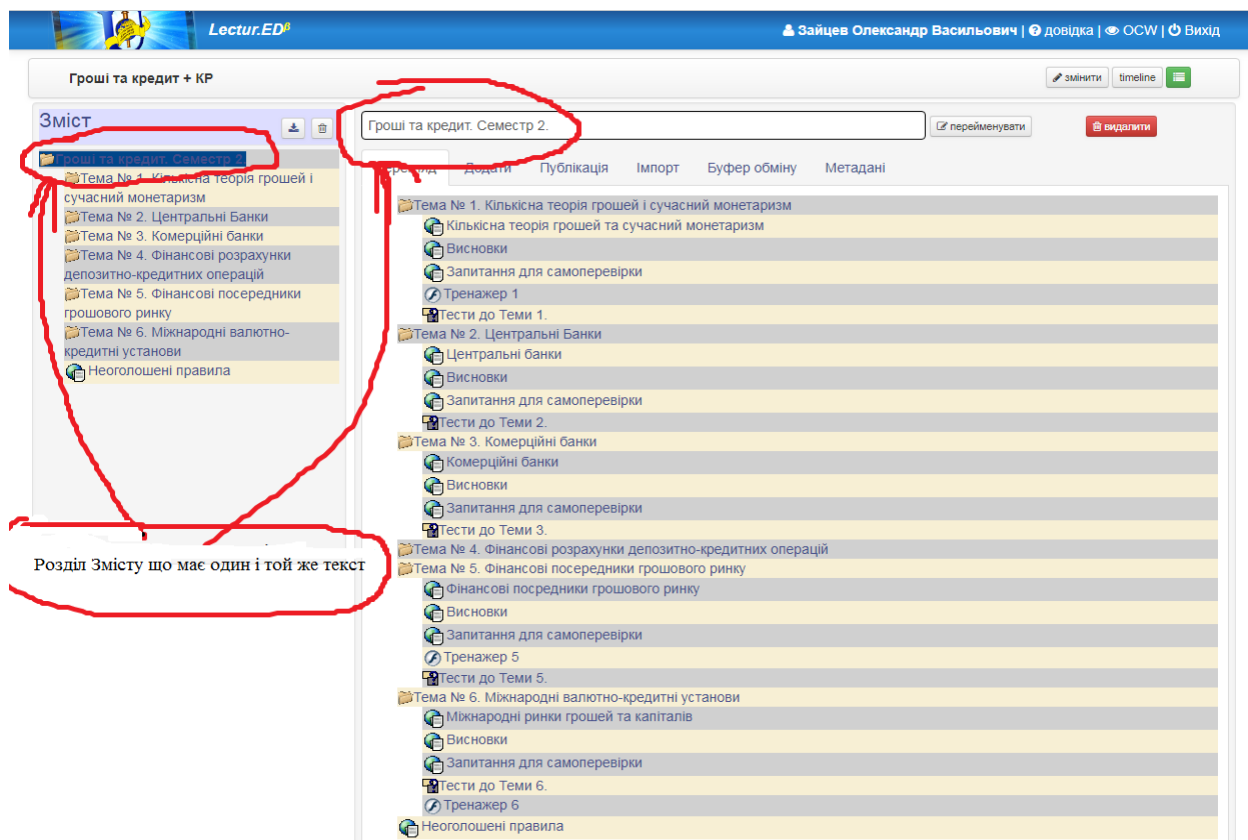 Lectur.EDβ
Зайцев Олександр Васильович | довідка | OCW | Вихід
Гроші та кредит + КР
змінити timeline
Зміст
Гроші та кредит. Семестр 2.
Тема № 1. Кількісна теорія грошей і
сучасний монетаризм
Тема № 2. Центральні Банки
Тема № 3. Комерційні банки
Тема № 4. Фінансові розрахунки
депозитно-кредитних операцій
Тема № 5. Фінансові посередники
грошового ринку
Тема № 6. Міжнародні валютно-
кредитні установи
Неоголошені правила
Розділ Змісту що має один і той же текст
Гроші та кредит. Семестр 2.
перейменувати
видалити
Додати Публікація Імпорт Буфер обміну Метадані
Тема № 1. Кількісна теорія грошей і сучасний монетаризм
Кількісна теорія грошей та сучасний монетаризм
Висновки
Запитання для самоперевірки
Тренажер 1
Тести до Теми 1.
Тема № 2. Центральні Банки
Центральні банки
Висновки
Запитання для самоперевірки
Тести до Теми 2.
Тема № 3. Комерційні банки
Комерційні банки
Висновки
Запитання для самоперевірки
Тести до Теми 3.
Тема № 4. Фінансові розрахунки депозитно-кредитних операцій
Тема № 5. Фінансові посередники грошового ринку
Фінансові посредники грошового ринку
Висновки
Запитання для самоперевірки
Тренажер 5
Тести до Теми 5.
Тема № 6. Міжнародні валютно-кредитні установи
Міжнародні ринки грошей та капіталів
Висновки
Запитання для самоперевірки
Тести до Теми 6.
Тренажер 6
Неоголошені правила